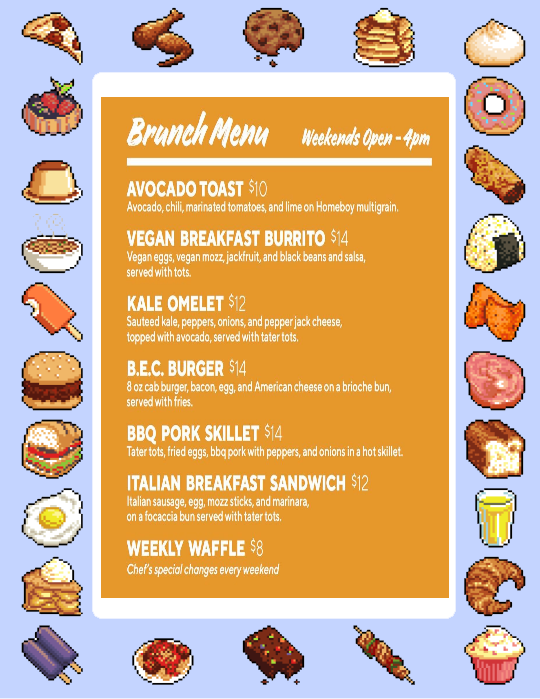 Brunch Menu Weekends Open - 4pm
AVOCADO TOAST $10
Avocado, chili, marinated tomatoes, and lime on Homeboy multigrain.
VEGAN BREAKFAST BURRITO $14
Vegan eggs, vegan mozz, jackfruit, and black beans and salsa,
served with tots.
KALE OMELET $12
Sauteed kale, peppers, onions, and pepper jack cheese,
topped with avocado, served with tater tots.
B.E.C. BURGER $14
8 oz cab burger, bacon, egg, and American cheese on a brioche bun,
served with fries.
BBQ PORK SKILLET $14
Tater tots, fried eggs, bbq pork with peppers, and onions in a hot skillet.
ITALIAN BREAKFAST SANDWICH $12
Italian sausage, egg, mozz sticks, and marinara,
on a focaccia bun served with tater tots.
WEEKLY WAFFLE $8
Chef's special changes every weekend